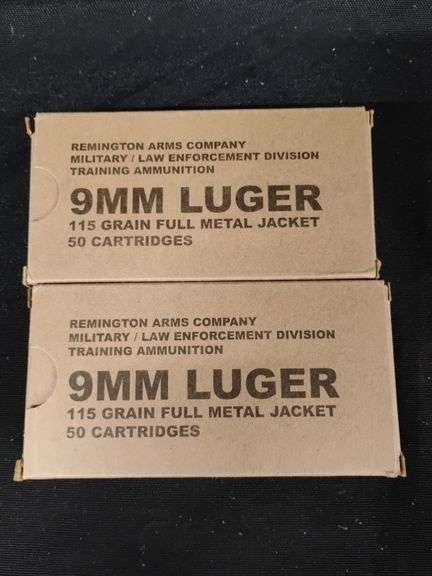 REMINGTON ARMS COMPANY
MILITARY / LAW ENFORCEMENT DIVISION
TRAINING AMMUNITION
9MM LUGER
115 GRAIN FULL METAL JACKET
50 CARTRIDGES
REMINGTON ARMS COMPANY
MILITARY / LAW ENFORCEMENT DIVISION
TRAINING AMMUNITION
9MM LUGER
115 GRAIN FULL METAL JACKET
50 CARTRIDGES